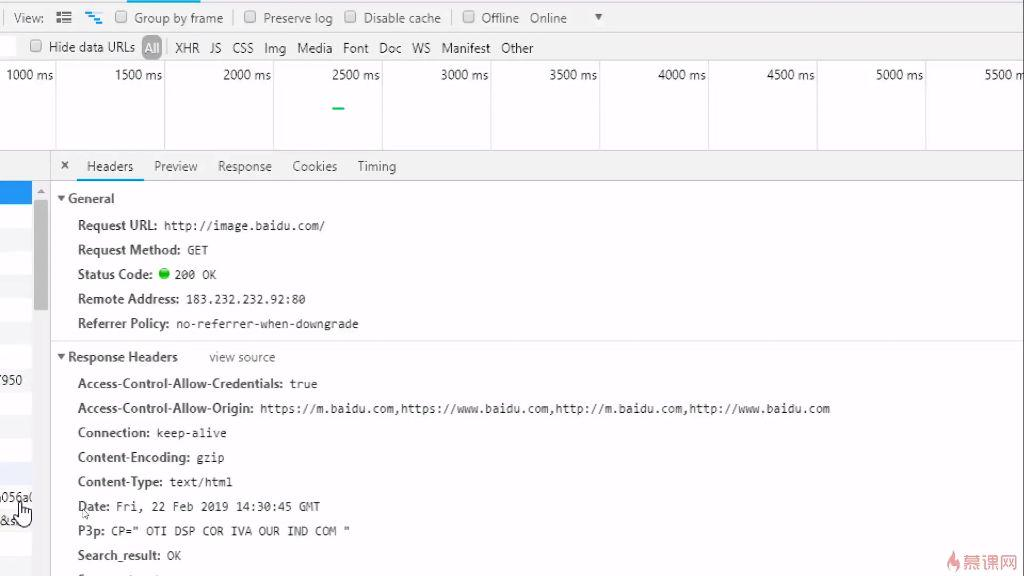 View: Group by frame Preserve log Disable cache Offline Online
Hide data URLs All XHR JS CSS Img Media Font Doc WS Manifest Other
1000 ms 1500 ms 2000 ms 2500 ms 3000 ms 3500 ms 4000 ms 4500 ms 5000 ms 5500 m
× Headers Preview Response Cookies Timing
General
Request URL: http://image.baidu.com/
Request Method: GET
Status Code: 200 OK
Remote Address: 183.232.232.92:80
Referrer Policy: no-referrer-when-downgrade
Response Headers view source
Access-Control-Allow-Credentials: true
7950
Access-Control-Allow-Origin: https://m.baidu.com,https://www.baidu.com,http://m.baidu.com,http://www.baidu.com
Connection: keep-alive
Content-Encoding: gzip
Content-Type: text/html
Date: Fri, 22 Feb 2019 14:30:45 GMT
P3p: CP=" OTI DSP COR IVA OUR IND COM "
Search_result: OK
慕课网